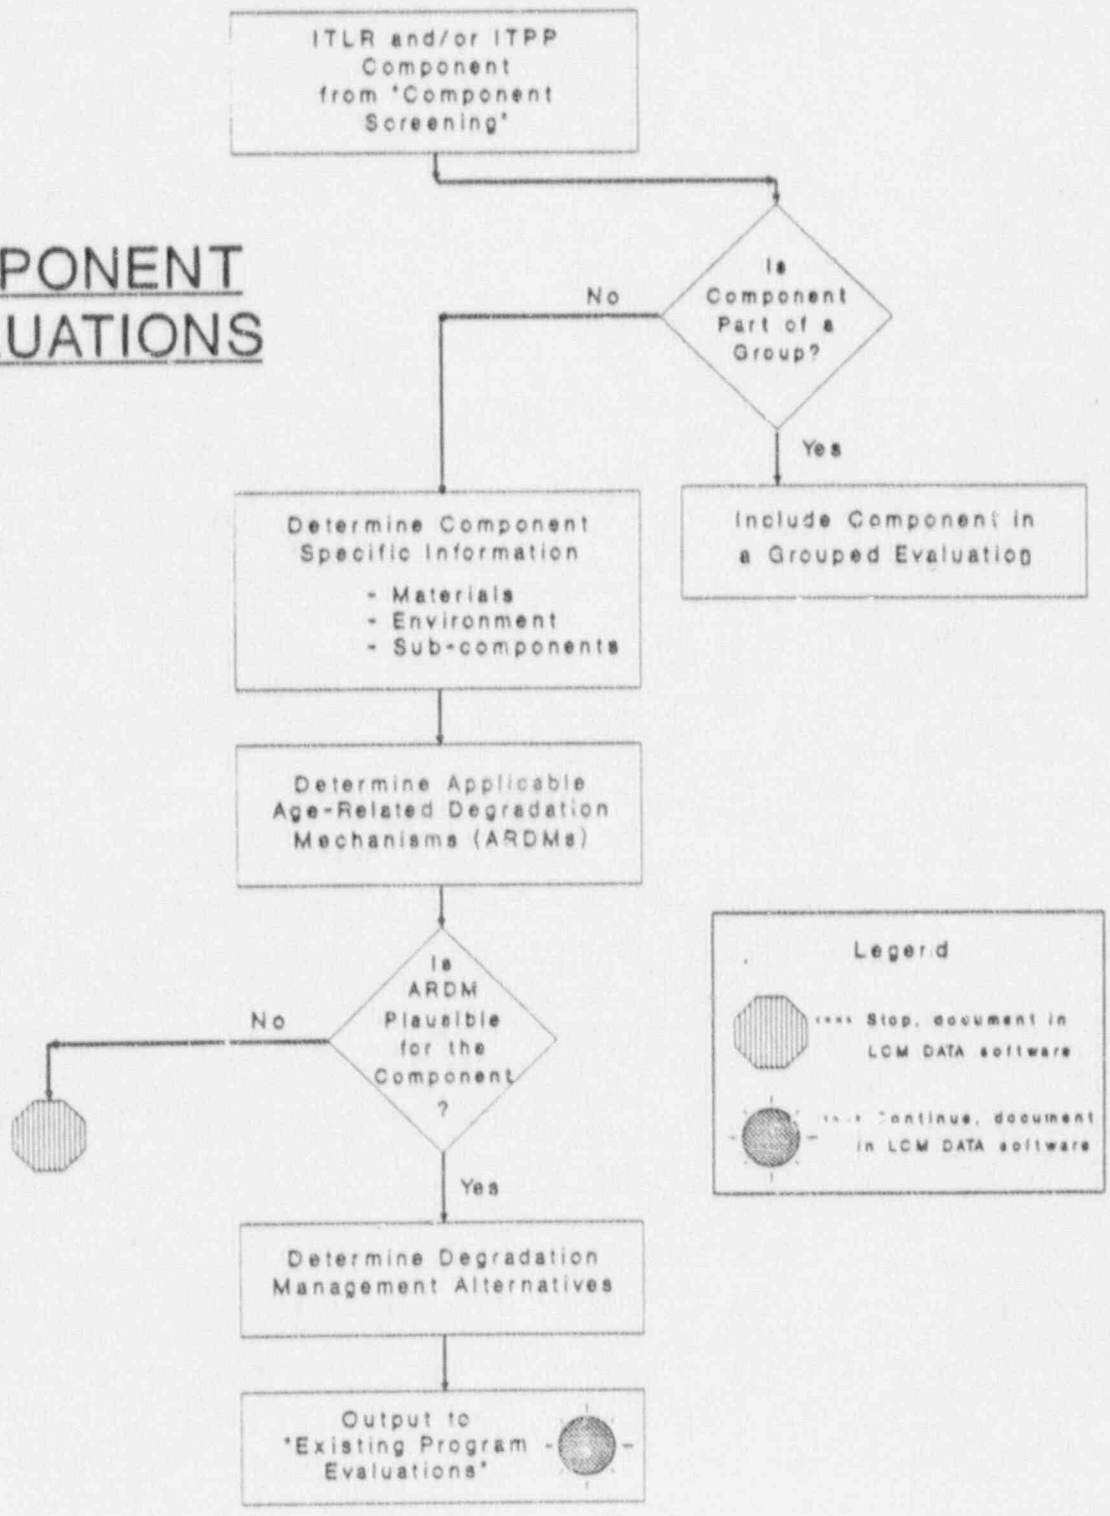 ITLR and/or ITPP
Component
from "Component
Screening"
PONENT
UATIONS
Is
Component
Part of a
Group?
No
Yes
Determine Component
Specific Information
- Materials
- Environment
- Sub-components
Include Component in
a Grouped Evaluation
Determine Applicable
Age-Related Degradation
Mechanisms (ARDMs)
Is
ARDM
Plausible
for the
Component
?
No
Yes
Legend
Stop, document in
LCM DATA software
Continue, document
in LCM DATA software
Determine Degradation
Management Alternatives
Output to
"Existing Program
Evaluations"